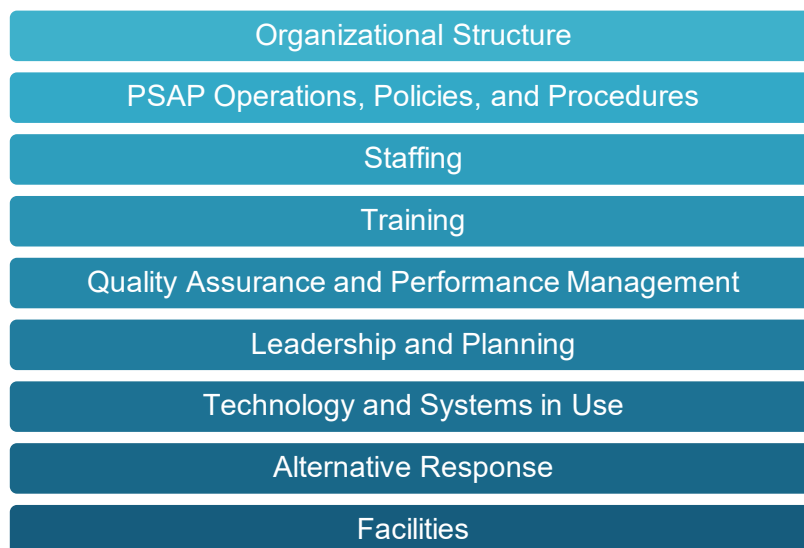 Organizational Structure
PSAP Operations, Policies, and Procedures
Staffing
Training
Quality Assurance and Performance Management
Leadership and Planning
Technology and Systems in Use
Alternative Response
Facilities